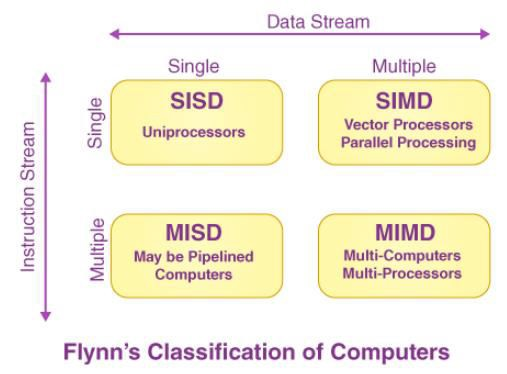 Data Stream
Single
Multiple
Instruction Stream
Single
SISD
Uniprocessors
SIMD
Vector Processors
Parallel Processing
Multiple
MISD
May be Pipelined
Computers
MIMD
Multi-Computers
Multi-Processors
Flynn's Classification of Computers